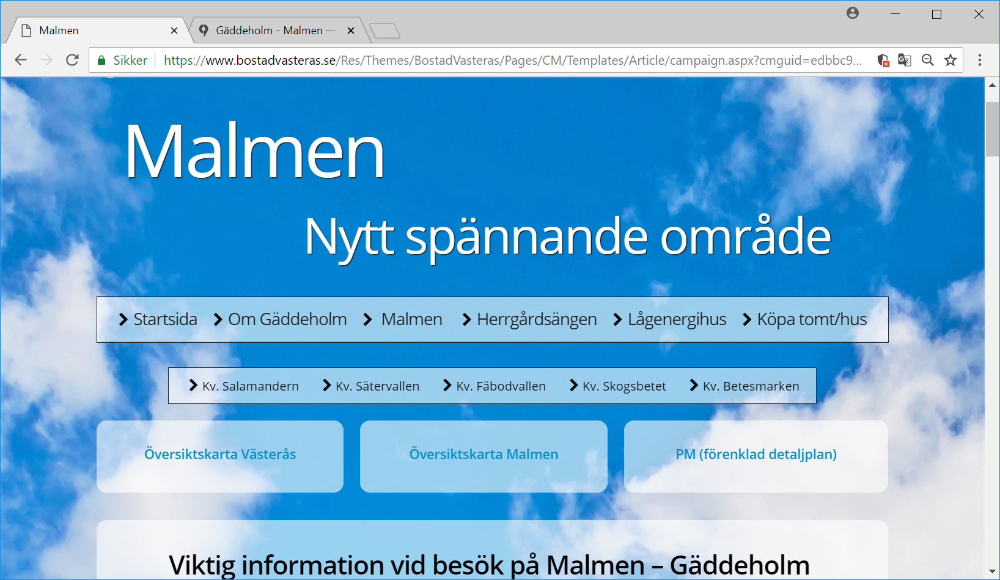 Malmen
Gäddeholm - Malmen —
Sikker https://www.bostadvasteras.se/Res/Themes/BostadVasteras/Pages/CM/Templates/Article/campaign.aspx?cmguid=edbbc9...
Malmen
Nytt spännande område
Startsida Om Gäddeholm Malmen Herrgårdsängen Lågenergihus Köpa tomt/hus
Kv. Salamandern Kv. Sätervallen Kv. Fäbodvallen Kv. Skogsbetet Kv. Betesmarken
Översiktskarta Västerås Översiktskarta Malmen PM (förenklad detaljplan)
Viktig information vid besök på Malmen – Gäddeholm